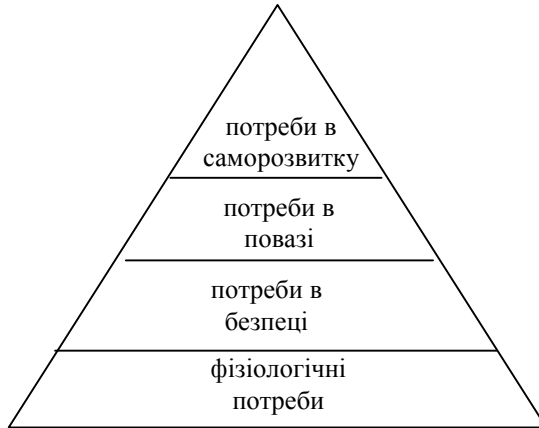 потреби в
саморозвитку
потреби в
повазі
потреби в
безпеці
фізіологічні
потреби